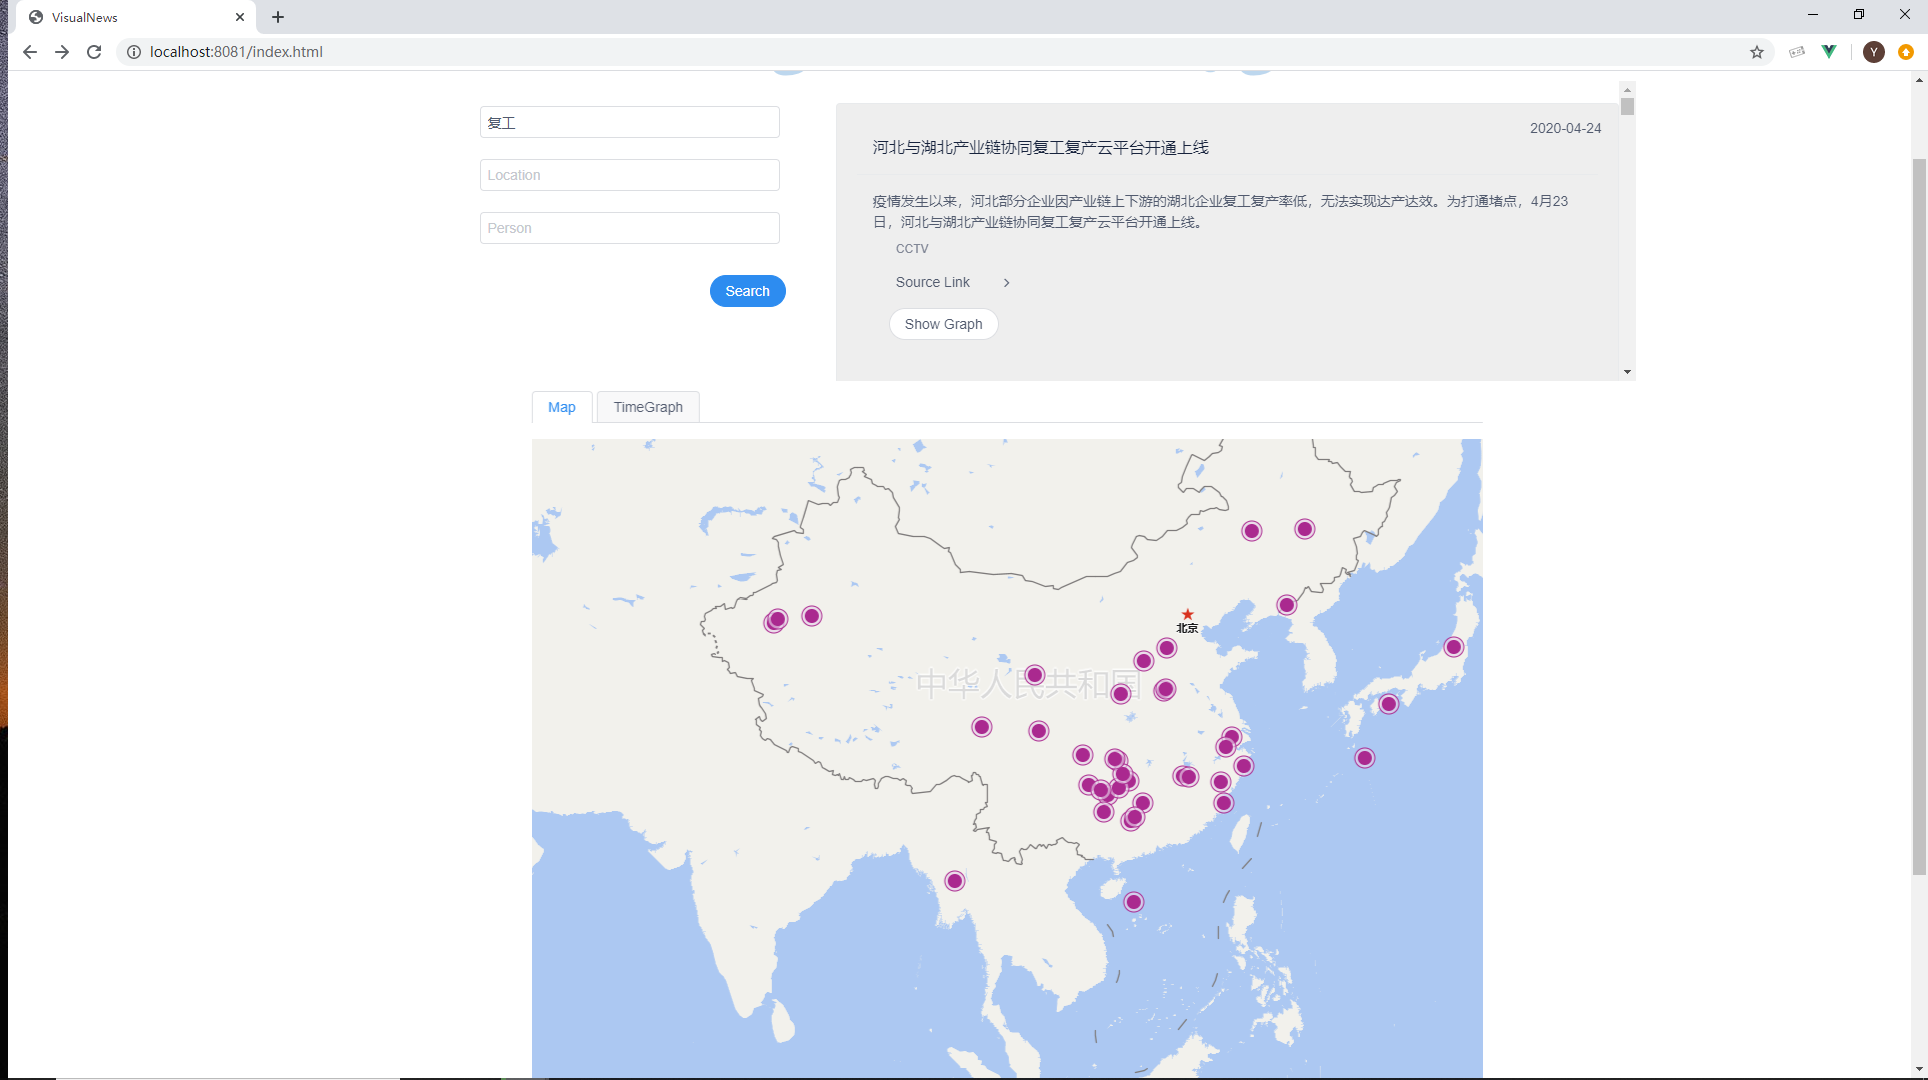 VisualNews
localhost:8081/index.html
Y
复工
Location
Person
Search
2020-04-24
河北与湖北产业链协同复工复产云平台开通上线
疫情发生以来，河北部分企业因产业链上下游的湖北企业复工复产率低，无法实现达产达效。为打通堵点，4月23
日，河北与湖北产业链协同复工复产云平台开通上线。
CCTV
Source Link
Show Graph
Map
TimeGraph
北京
中华人民共和国